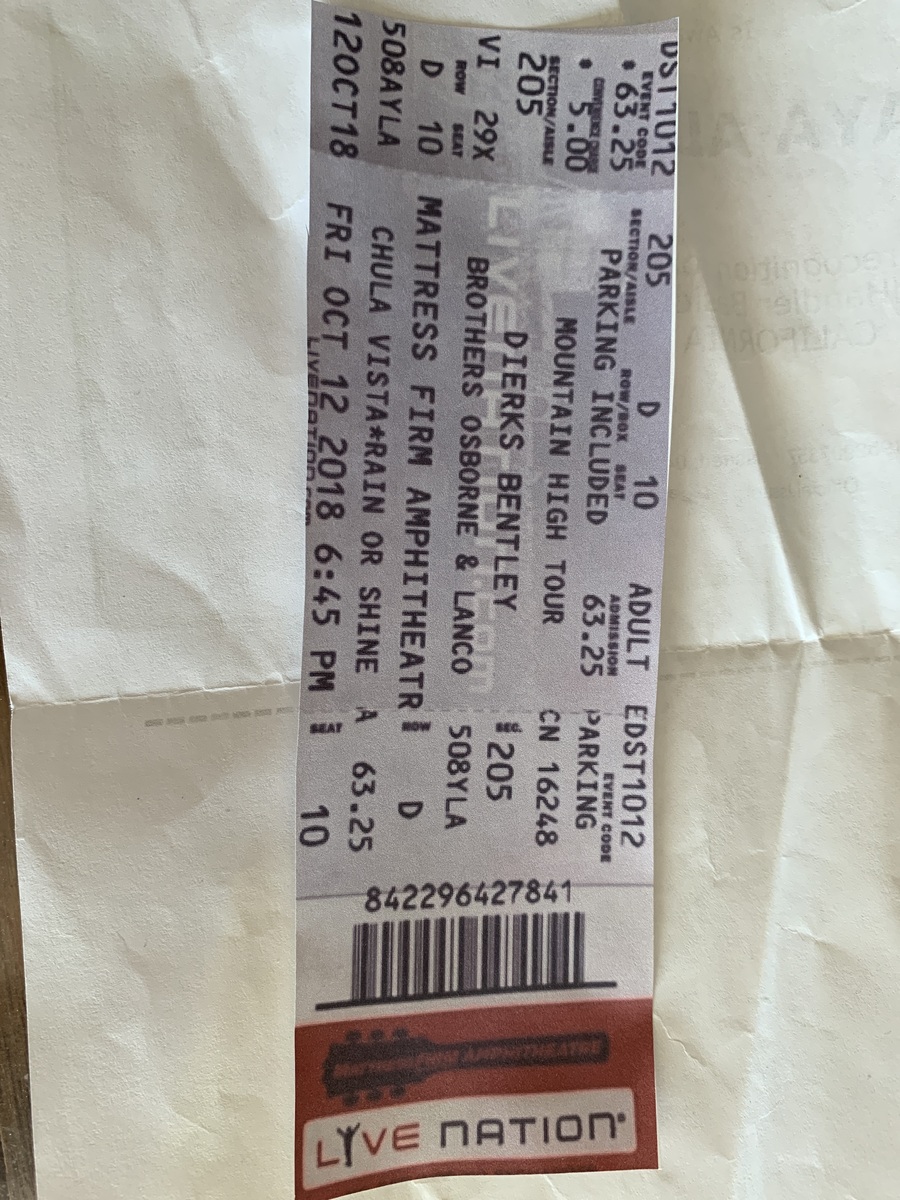 DST1012
EVENT CODE
$ 63.25
CONVENIENCE CHARGE
$ 5.00
SECTION/AISLE
205
VI 29X
ROW SEAT
D 10
508AYLA
12OCT18
205 D 10 ADULT
SECTION/AISLE ROW/BOX SEAT ADMISSION
PARKING INCLUDED 63.25
MOUNTAIN HIGH TOUR
DIERKS BENTLEY
BROTHERS OSBORNE & LANCO
MATTRESS FIRM AMPHITHEATR
CHULA VISTA*RAIN OR SHINE
FRI OCT 12 2018 6:45 PM
EDST1012
EVENT CODE
PARKING
CN 16248
SEC 205
508YLA
ROW D
A 63.25
SEAT 10
842296427841
LIVE NATION